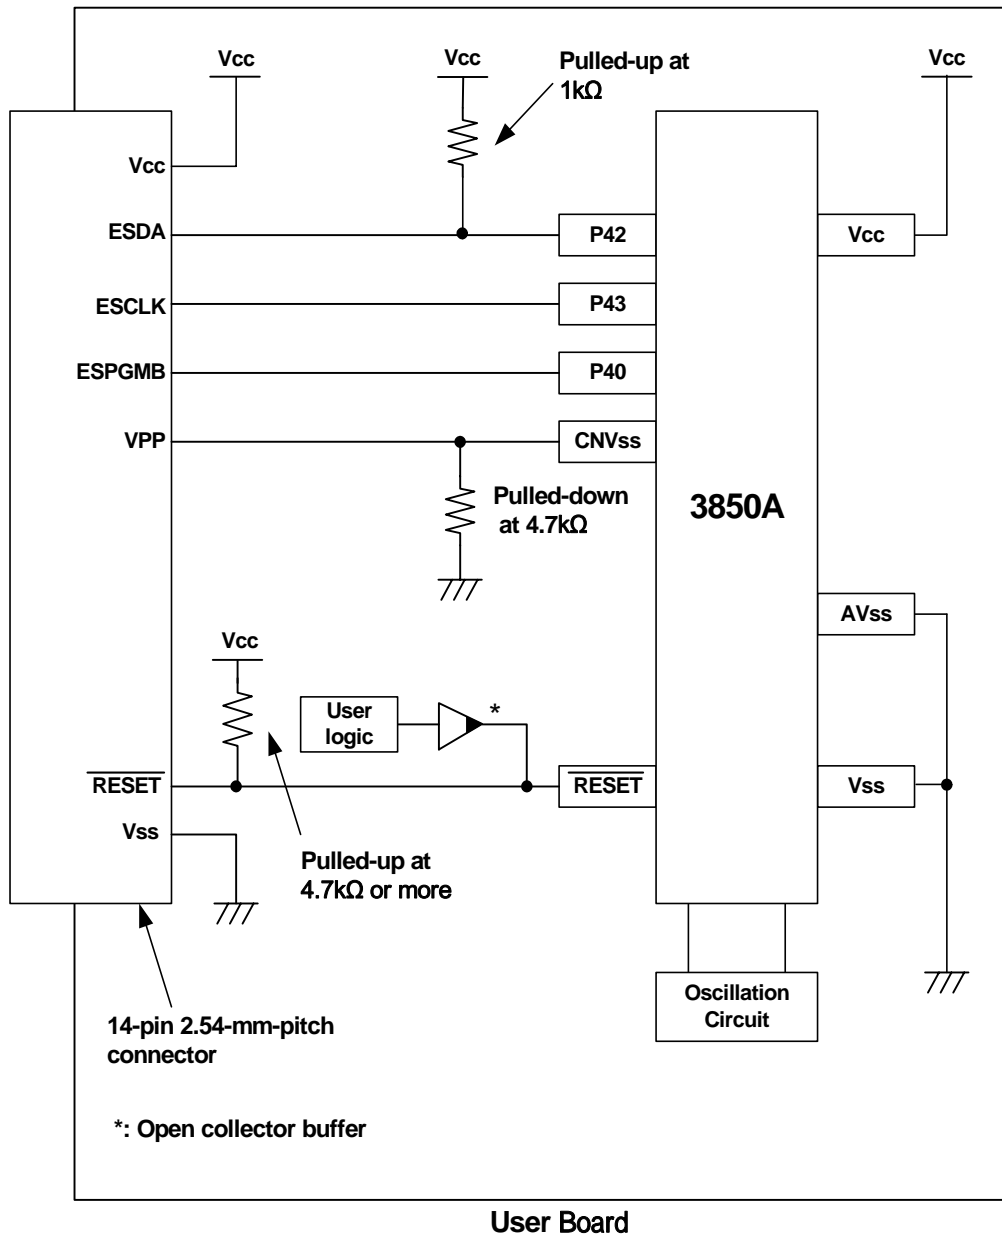 Vcc
Vcc
Pulled-up at
1kΩ
Vcc
Vcc
ESDA
P42
Vcc
ESCLK
P43
ESPGMB
P40
VPP
CNVss
Pulled-down
at 4.7kΩ
3850A
AVss
Vcc
User
logic
*
RESET
RESET
Vss
Vss
Pulled-up at
4.7kΩ or more
Oscillation
Circuit
14-pin 2.54-mm-pitch
connector
*: Open collector buffer
User Board